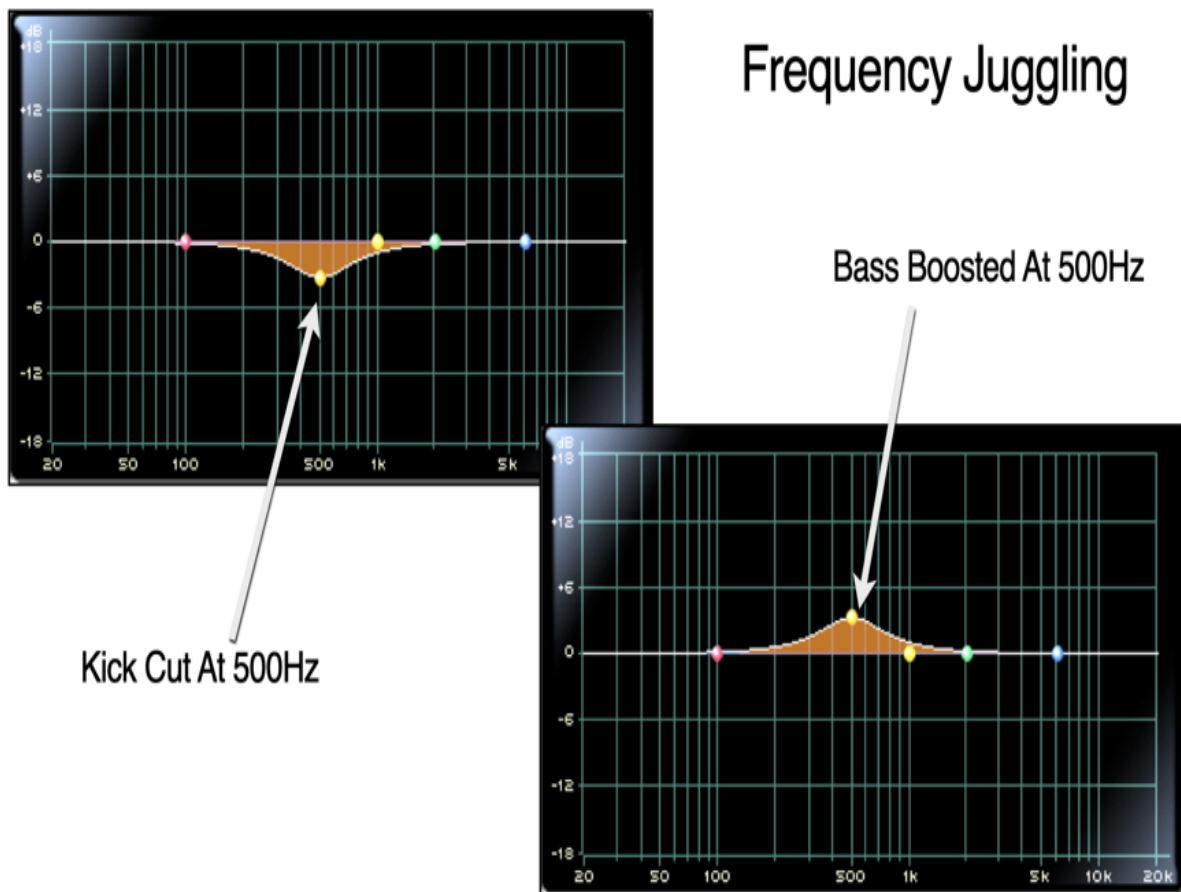 Frequency Juggling
dB
+18
+12
+6
0
-6
-12
-18
20 50 100 500 1k 5k
Kick Cut At 500Hz
Bass Boosted At 500Hz
dB
+18
+12
+6
0
-6
-12
-18
20 50 100 500 1k 5k 10k 20k